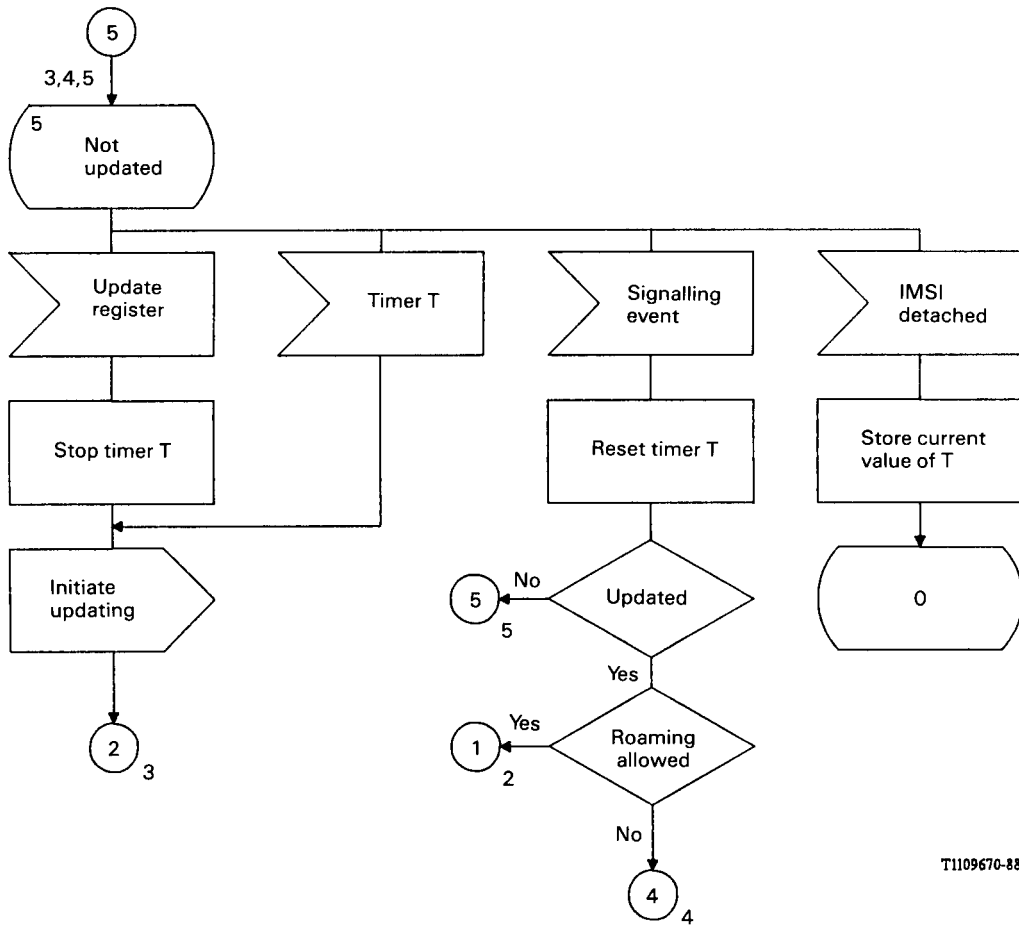 5
3,4,5
5
Not
updated
Update
register
Timer T
Signalling
event
IMSI
detached
Stop timer T
Reset timer T
Store current
value of T
Initiate
updating
No
5
5
Updated
0
Yes
2
3
Yes
1
2
Roaming
allowed
No
4
4
T1109670-88